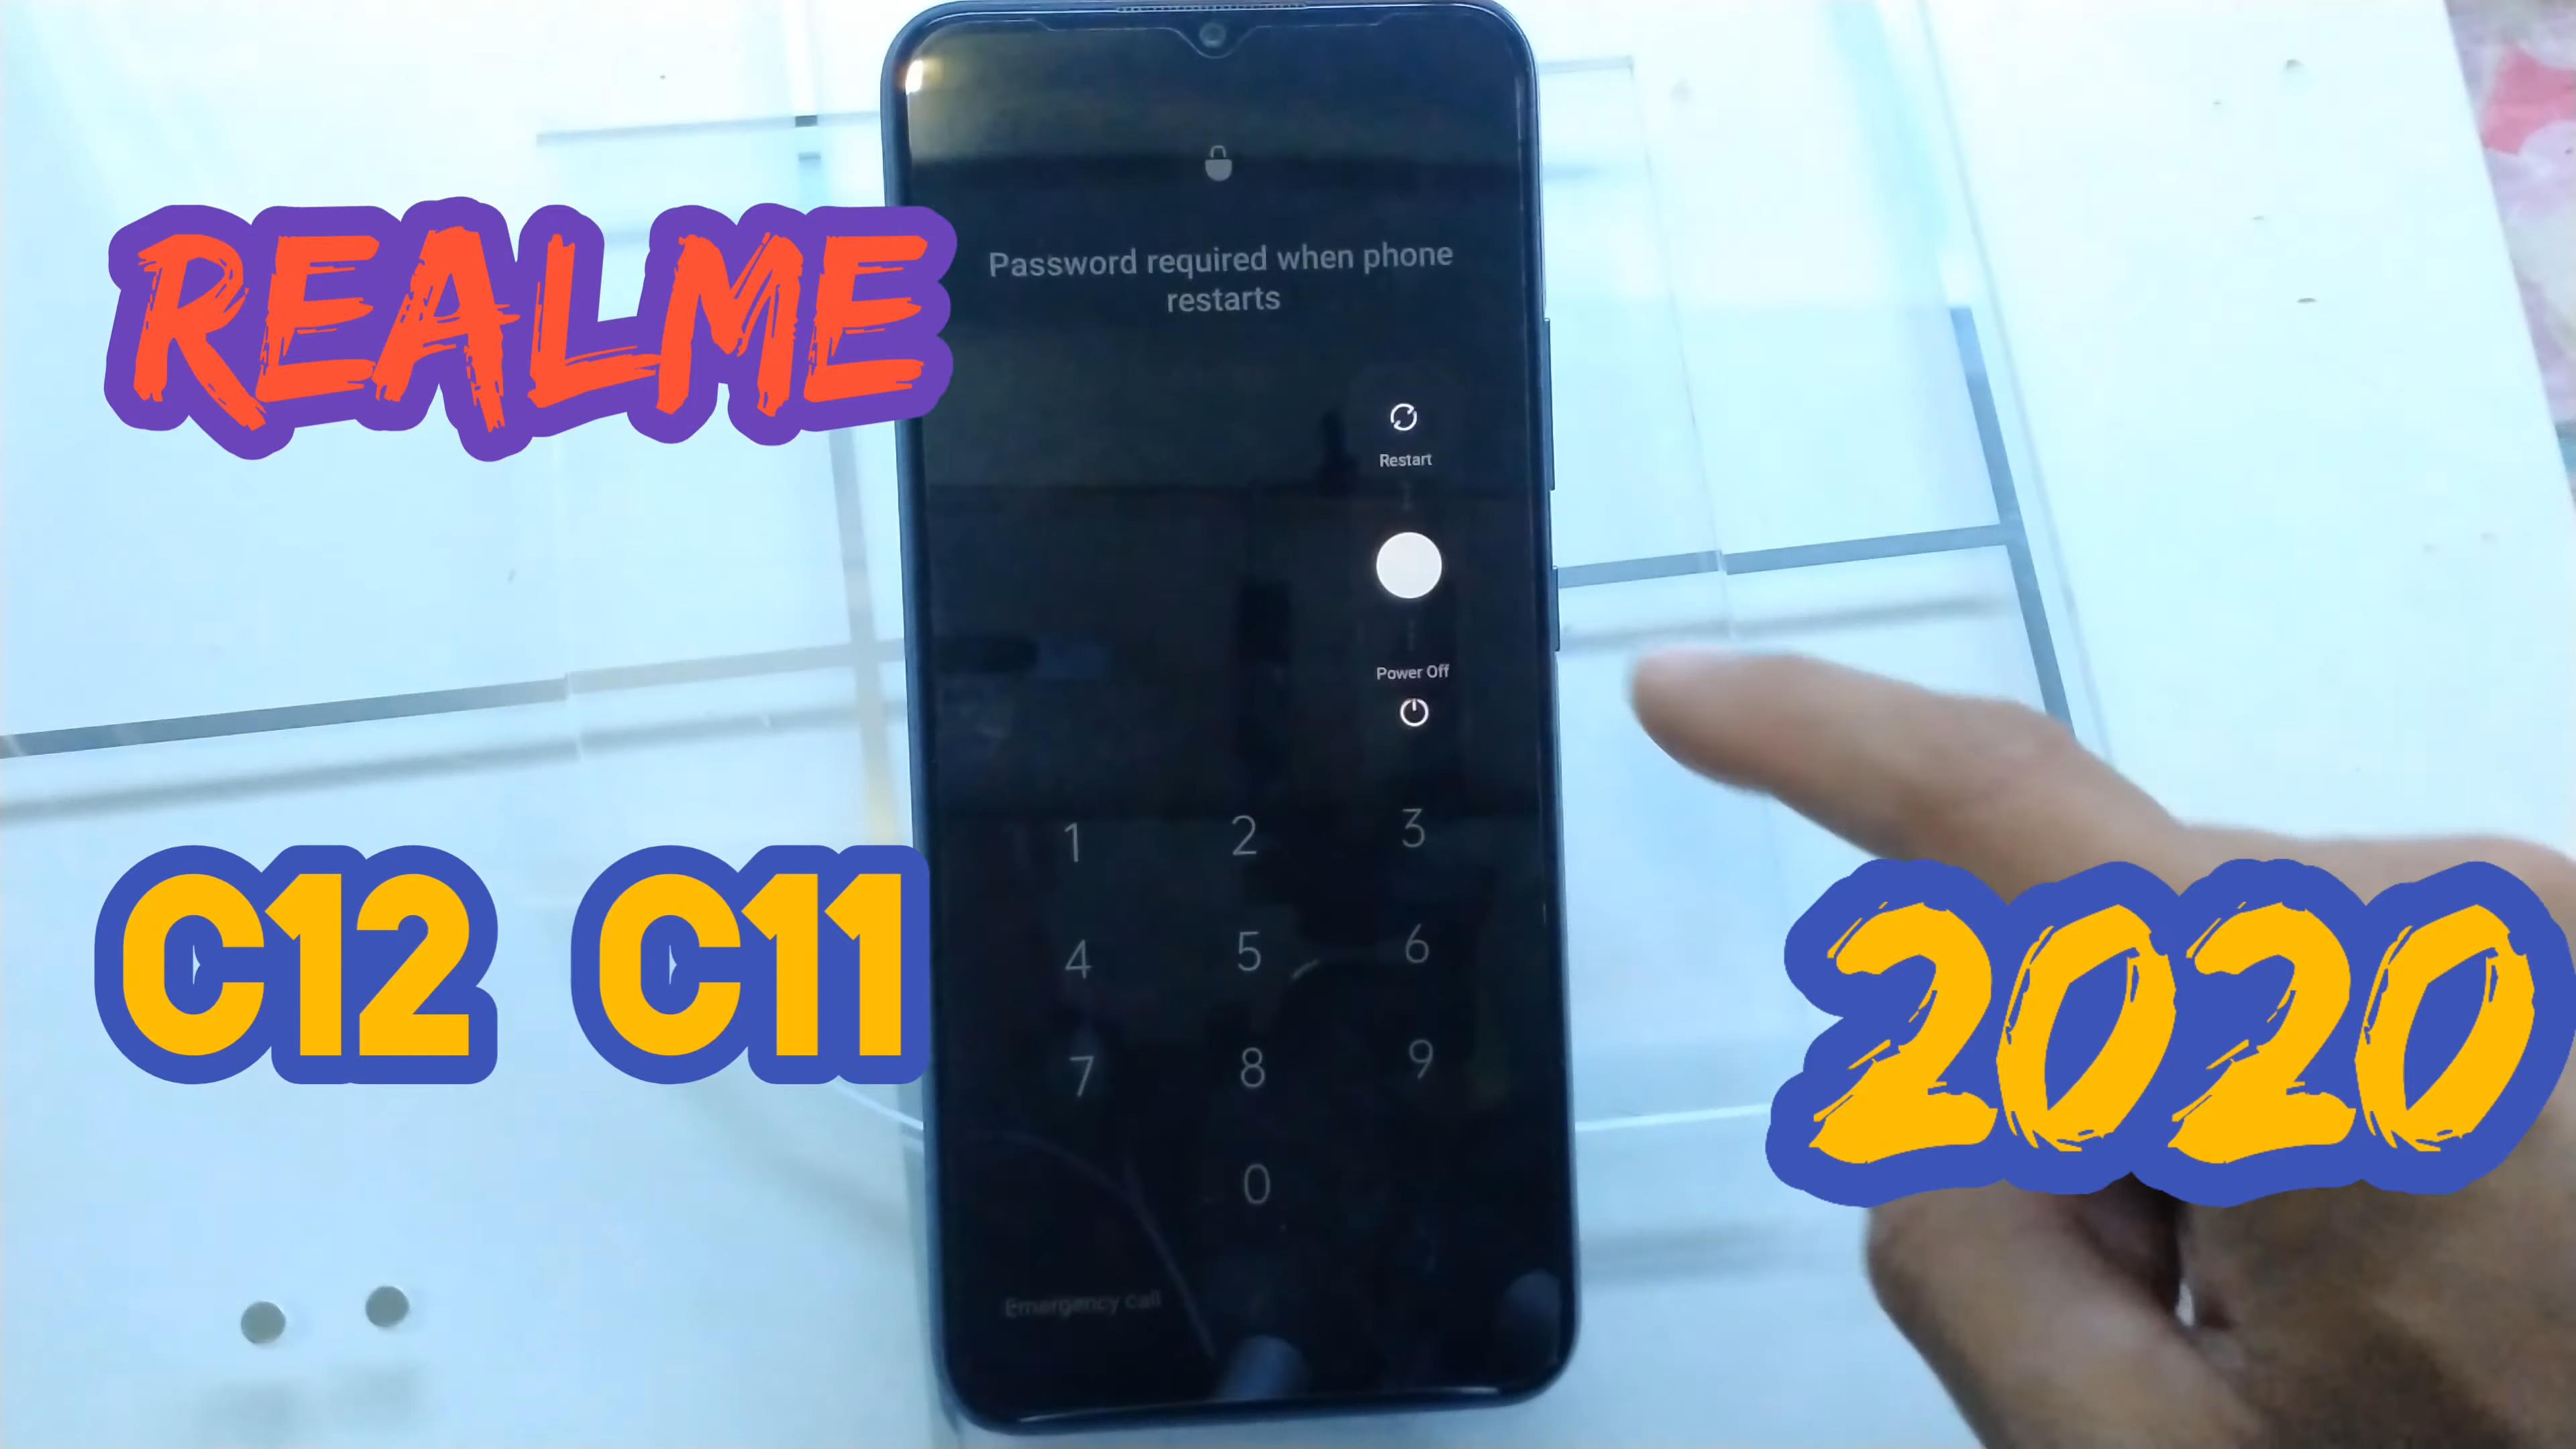 REALME
C12 C11
2020
Password required when phone
restarts
Restart
Power Off
1 2 3
4 5 6
7 8 9
0
Emergency call